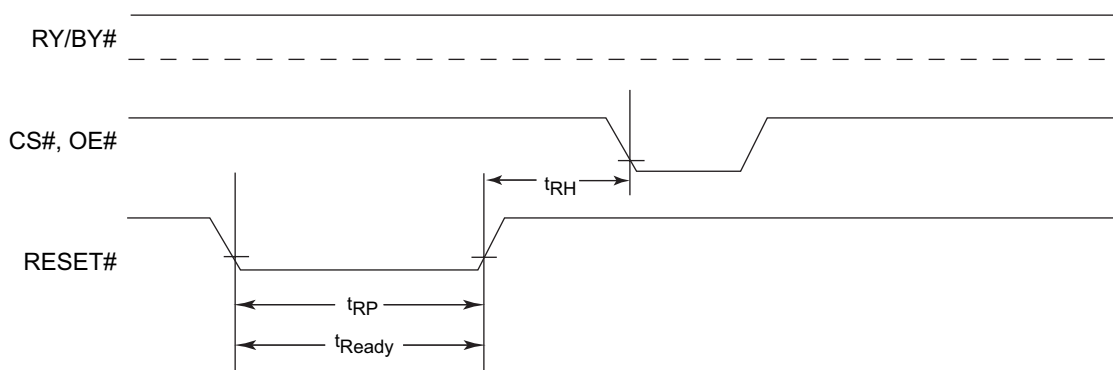 RY/BY#
CS#, OE#
tRH
RESET#
tRP
tReady